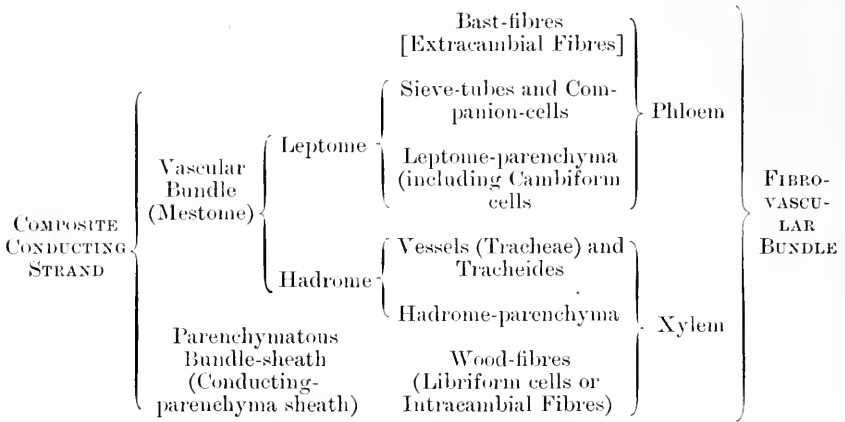 Bast-fibres
[Extracambial Fibres]
Sieve-tubes and Com-
panion-cells
Leptome-parenchyma
(including Cambiform
cells
Phloem
Leptome
Vascular
Bundle
(Mestome)
Composite
Conducting
Strand
Fibro-
vascu-
lar
Bundle
Hadrome
Vessels (Tracheae) and
Tracheides
Hadrome-parenchyma
Xylem
Parenchymatous
Bundle-sheath
(Conducting-
parenchyma sheath)
Wood-fibres
(Libriform cells or
Intracambial Fibres)